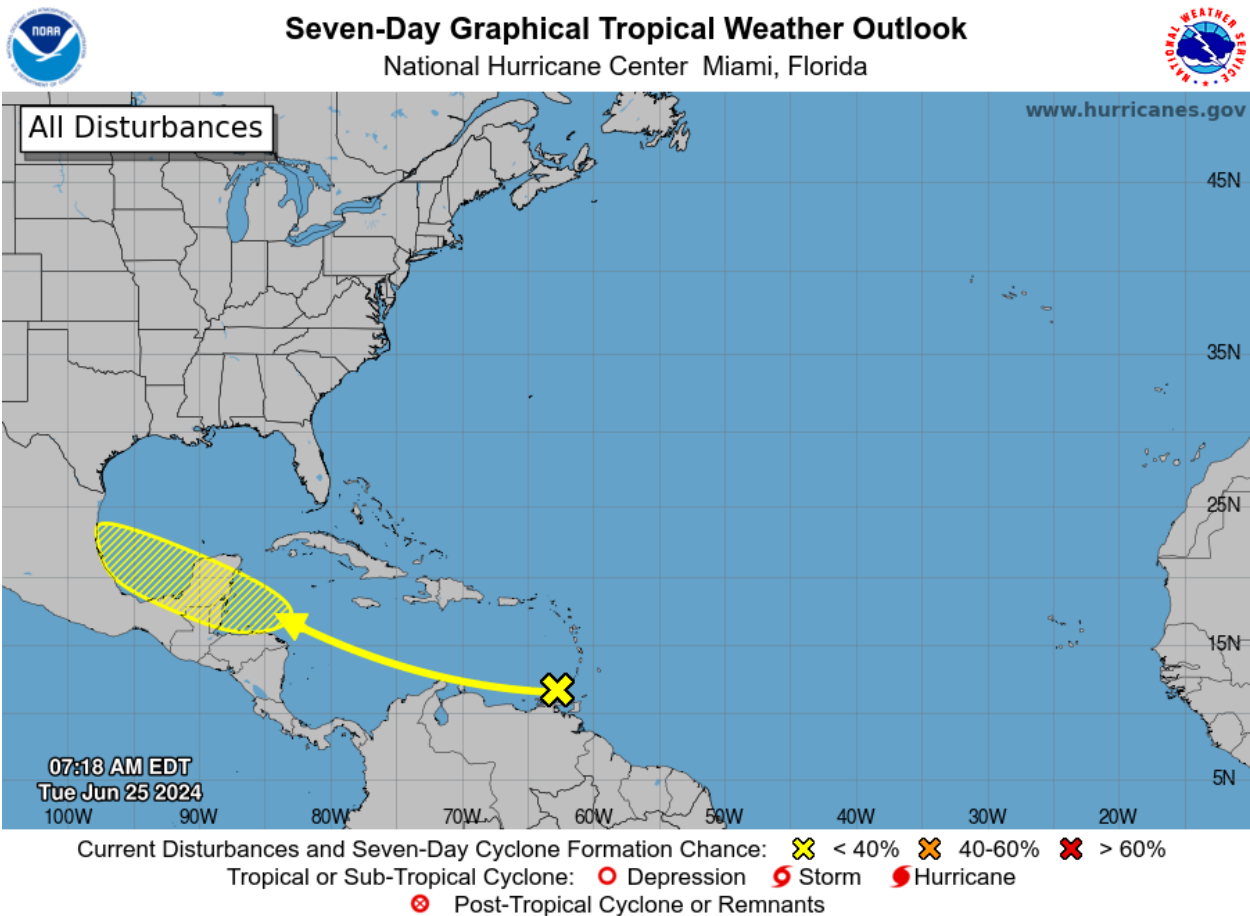 Seven-Day Graphical Tropical Weather Outlook
National Hurricane Center Miami, Florida
NOAA
NATIONAL WEATHER SERVICE
All Disturbances
www.hurricanes.gov
45N
35N
25N
15N
5N
07:18 AM EDT
Tue Jun 25 2024
100W 90W 80W 70W 60W 50W 40W 30W 20W
Current Disturbances and Seven-Day Cyclone Formation Chance: < 40% 40-60% > 60%
Tropical or Sub-Tropical Cyclone: Depression Storm Hurricane
Post-Tropical Cyclone or Remnants